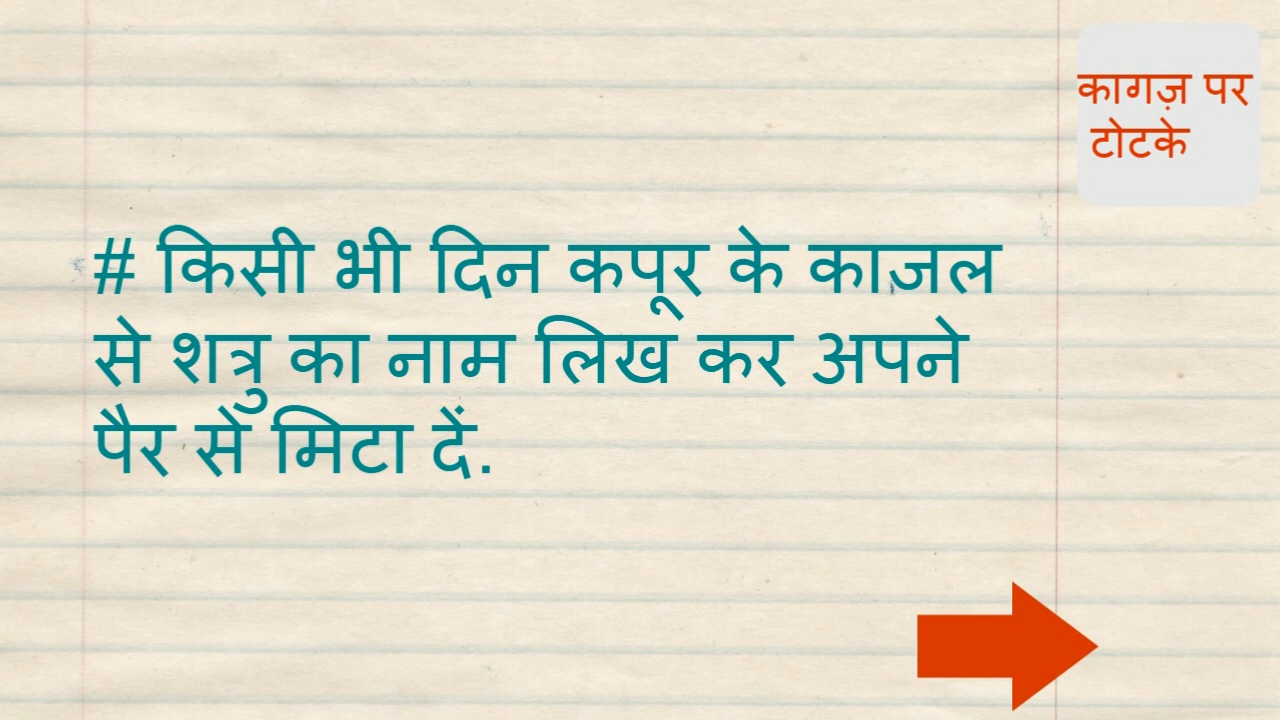 कागज़ पर
टोटके
# किसी भी दिन कपूर के काजल
से शत्रु का नाम लिख कर अपने
पैर से मिटा दें.